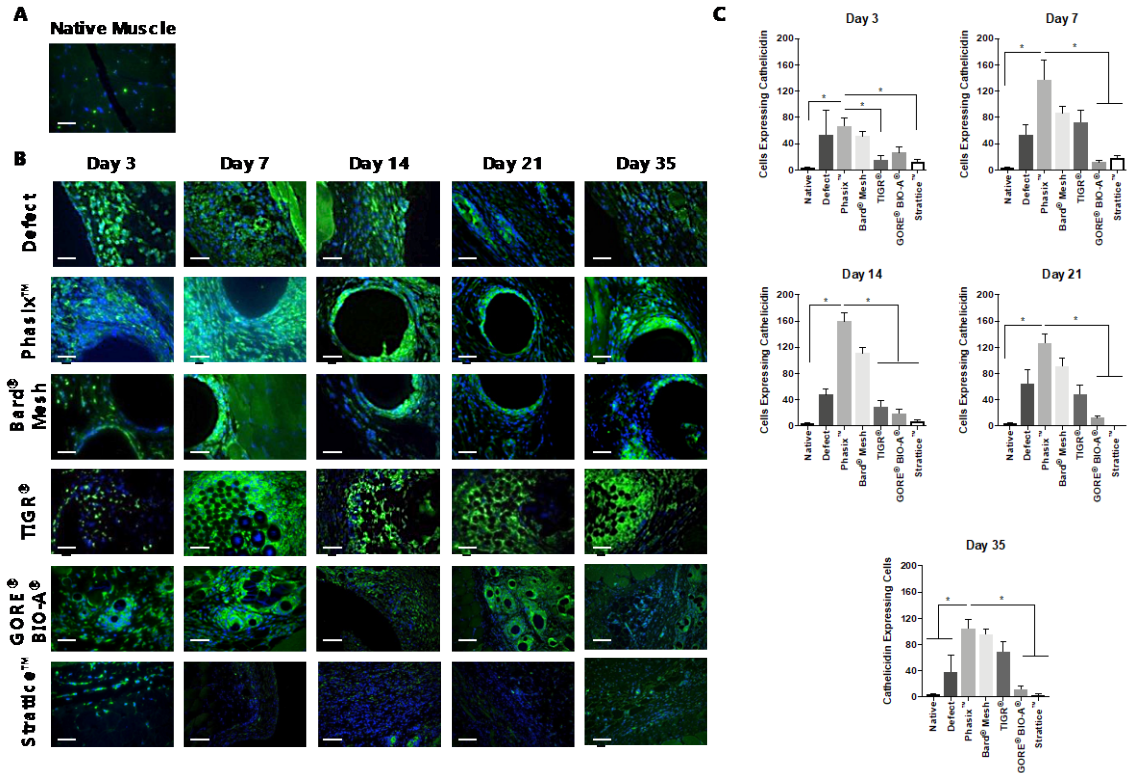 A
Native Muscle
B
Day 3 Day 7 Day 14 Day 21 Day 35
Defect
Phasix™
Bard®
Mesh
TIGR®
GORE®
BIO-A®
Strattice™
C
Day 3
Cells Expressing Cathelicidin
200
160
120
80
40
0
* * *
Native
Defect
Phasix™
Bard® Mesh
TIGR®
GORE® BIO-A®
Strattice™
Day 7
Cells Expressing Cathelicidin
200
160
120
80
40
0
* *
Native
Defect
Phasix™
Bard® Mesh
TIGR®
GORE® BIO-A®
Strattice™
Day 14
Cells Expressing Cathelicidin
200
160
120
80
40
0
* *
Native
Defect
Phasix™
Bard® Mesh
TIGR®
GORE® BIO-A®
Strattice™
Day 21
Cells Expressing Cathelicidin
200
160
120
80
40
0
* *
Native
Defect
Phasix™
Bard® Mesh
TIGR®
GORE® BIO-A®
Strattice™
Day 35
Cathelicidin Expressing Cells
200
160
120
80
40
0
* *
Native
Defect
Phasix™
Bard® Mesh
TIGR®
GORE® BIO-A®
Strattice™